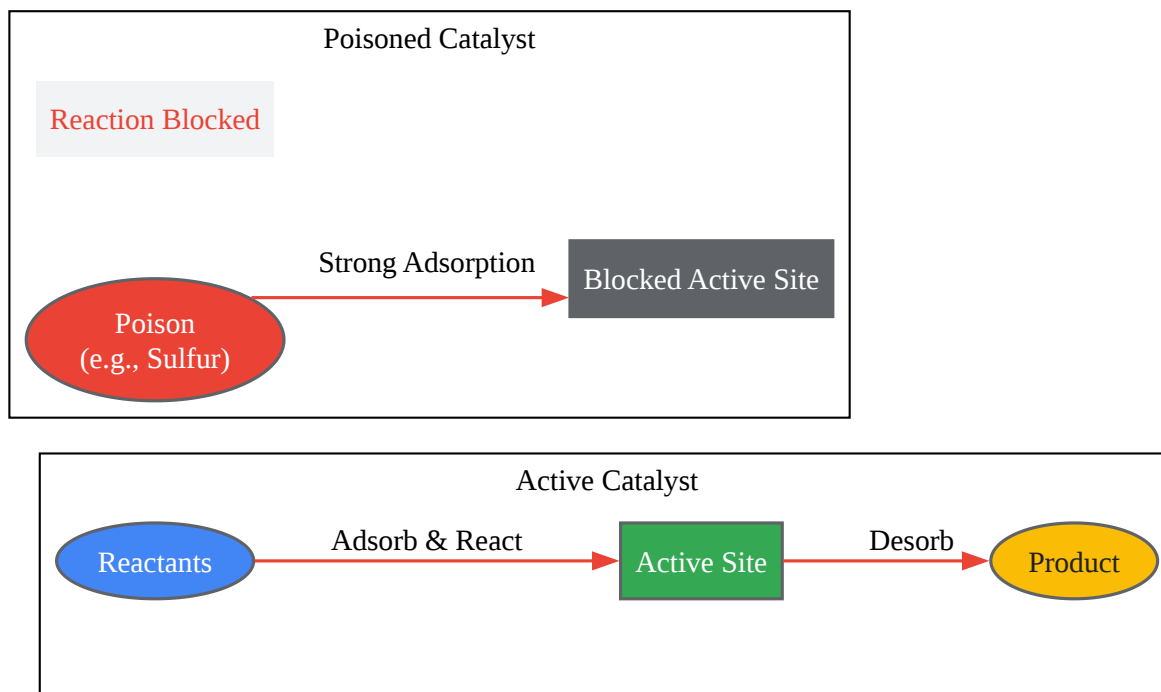 Poisoned Catalyst
Reaction Blocked
Strong Adsorption
Blocked Active Site
Poison
(e.g., Sulfur)
Active Catalyst
Reactants
Adsorb & React
Active Site
Desorb
Product